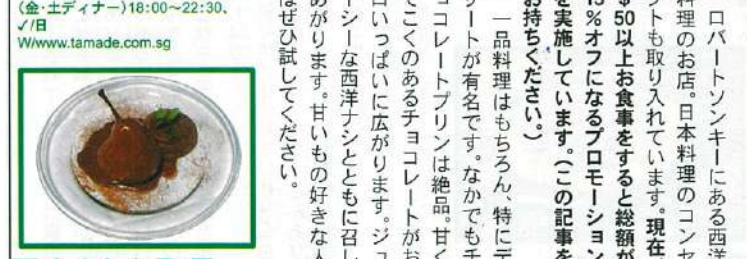 (金・土ディナー)18:00〜22:30、
✓/日
W/www.tamade.com.sg
ロバートソンキーにある西洋
料理のお店。日本料理のコンセ
プトも取り入れています。現在、
$50以上お食事をすると総額が
15%オフになるプロモーション
を実施しています。(この記事を
お持ちください。)
一品料理はもちろん、特にデ
ザートが有名です。なかでもチ
ョコレートプリンは絶品。甘く
てこくのあるチョコレートがお
口いっぱいに広がります。ジュ
ーシーな西洋ナシとともに召し
あがります。甘いもの好きな人
はぜひ試してください。